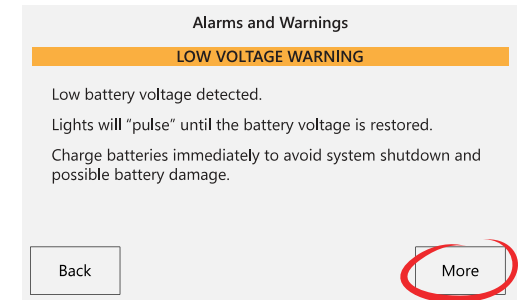 Alarms and Warnings
LOW VOLTAGE WARNING
Low battery voltage detected.
Lights will “pulse” until the battery voltage is restored.
Charge batteries immediately to avoid system shutdown and
possible battery damage.
Back
More